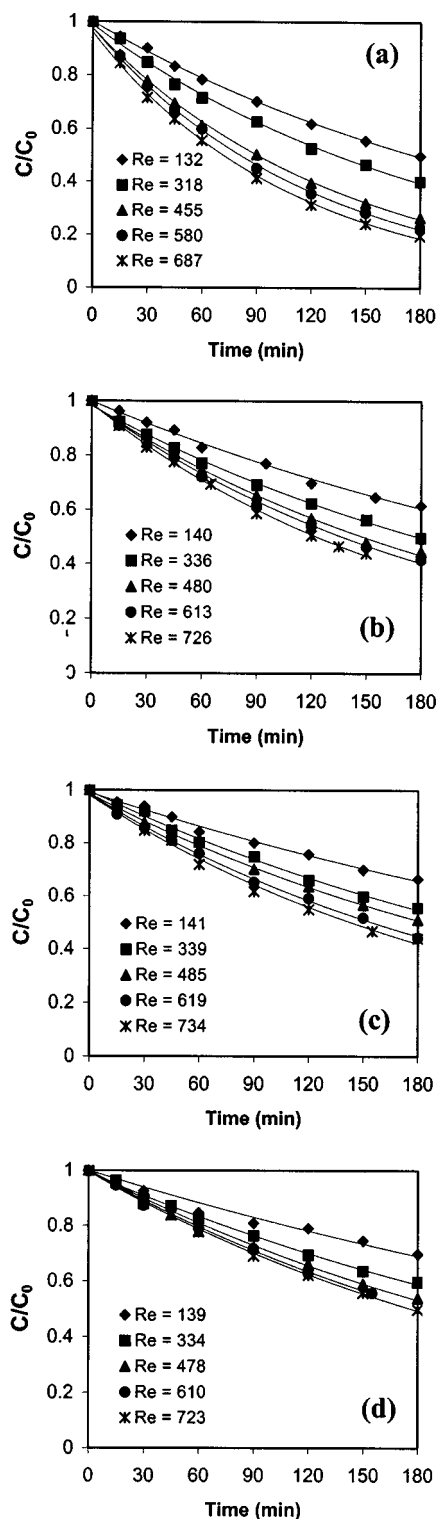 (a)
1
0.8
0.6
0.4
0.2
0
C/C0
Re = 132
Re = 318
Re = 455
Re = 580
Re = 687
0 30 60 90 120 150 180
Time (min)
1
0.8
0.6
0.4
0
C/C0
Re = 140
Re = 336
Re = 480
Re = 613
Re = 726
(b)
0 30 60 90 120 150 180
Time (min)
1
0.8
0.6
0.4
0.2
0
C/C0
Re = 141
Re = 339
Re = 485
Re = 619
Re = 734
(c)
0 30 60 90 120 150 180
Time (min)
1
0.8
0.6
0.4
0.2
0
C/C0
Re = 139
Re = 334
Re = 478
Re = 610
Re = 723
(d)
0 30 60 90 120 150 180
Time (min)